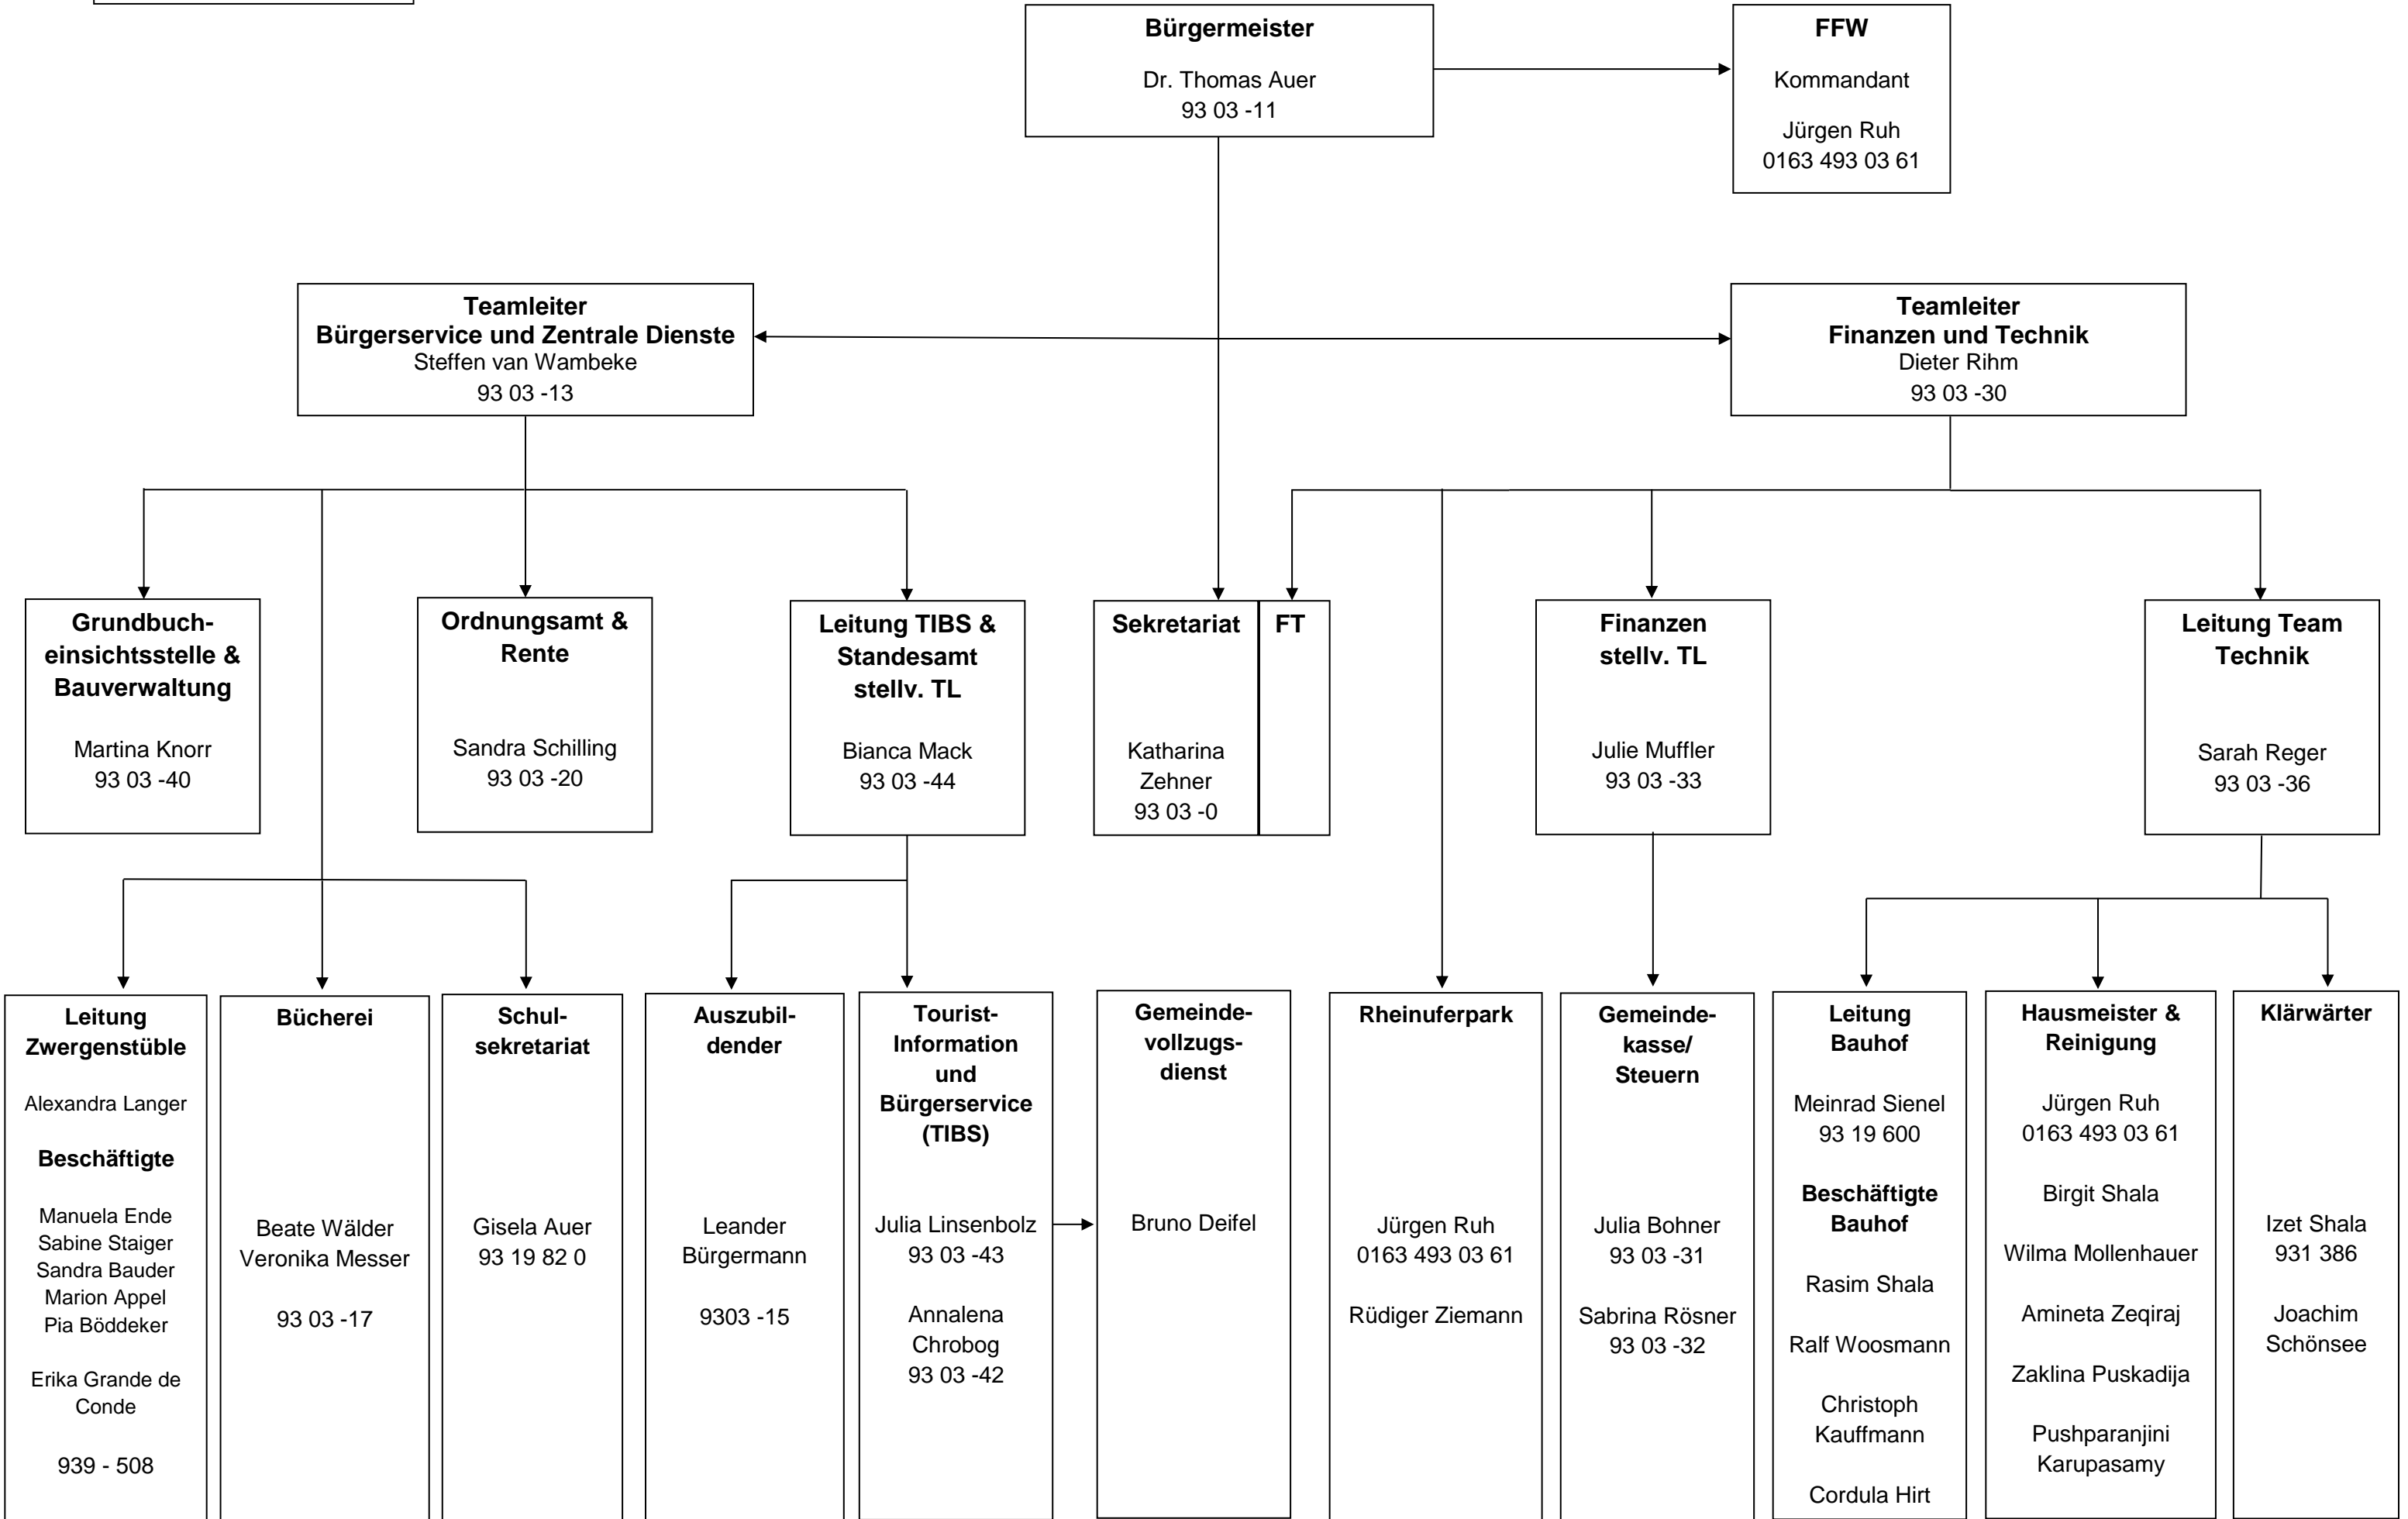 Bürgermeister
Dr. Thomas Auer
93 03 -11
FFW
Kommandant
Jürgen Ruh
0163 493 03 61
Teamleiter
Bürgerservice und Zentrale Dienste
Steffen van Wambeke
93 03 -13
Teamleiter
Finanzen und Technik
Dieter Rihm
93 03 -30
Grundbuch-
einsichtsstelle &
Bauverwaltung
Martina Knorr
93 03 -40
Ordnungsamt &
Rente
Sandra Schilling
93 03 -20
Leitung TIBS &
Standesamt
stellv. TL
Bianca Mack
93 03 -44
Sekretariat
Katharina
Zehner
93 03 -0
FT
Finanzen
stellv. TL
Julie Muffler
93 03 -33
Leitung Team
Technik
Sarah Reger
93 03 -36
Leitung
Zwergenstüble
Alexandra Langer
Beschäftigte
Manuela Ende
Sabine Staiger
Sandra Bauder
Marion Appel
Pia Böddeker
Erika Grande de
Conde
939 - 508
Bücherei
Beate Wälder
Veronika Messer
93 03 -17
Schul-
sekretariat
Gisela Auer
93 19 82 0
Auszubil-
dender
Leander
Bürgermann
9303 -15
Tourist-
Information
und
Bürgerservice
(TIBS)
Julia Linsenbolz
93 03 -43
Annalena
Chrobog
93 03 -42
Gemeinde-
vollzugs-
dienst
Bruno Deifel
Rheinuferpark
Jürgen Ruh
0163 493 03 61
Rüdiger Ziemann
Gemeinde-
kasse/
Steuern
Julia Bohner
93 03 -31
Sabrina Rösner
93 03 -32
Leitung
Bauhof
Meinrad Sienel
93 19 600
Beschäftigte
Bauhof
Rasim Shala
Ralf Woosmann
Christoph
Kauffmann
Cordula Hirt
Hausmeister &
Reinigung
Jürgen Ruh
0163 493 03 61
Birgit Shala
Wilma Mollenhauer
Amineta Zeqiraj
Zaklina Puskadija
Pushparanjini
Karupasamy
Klärwärter
Izet Shala
931 386
Joachim
Schönsee